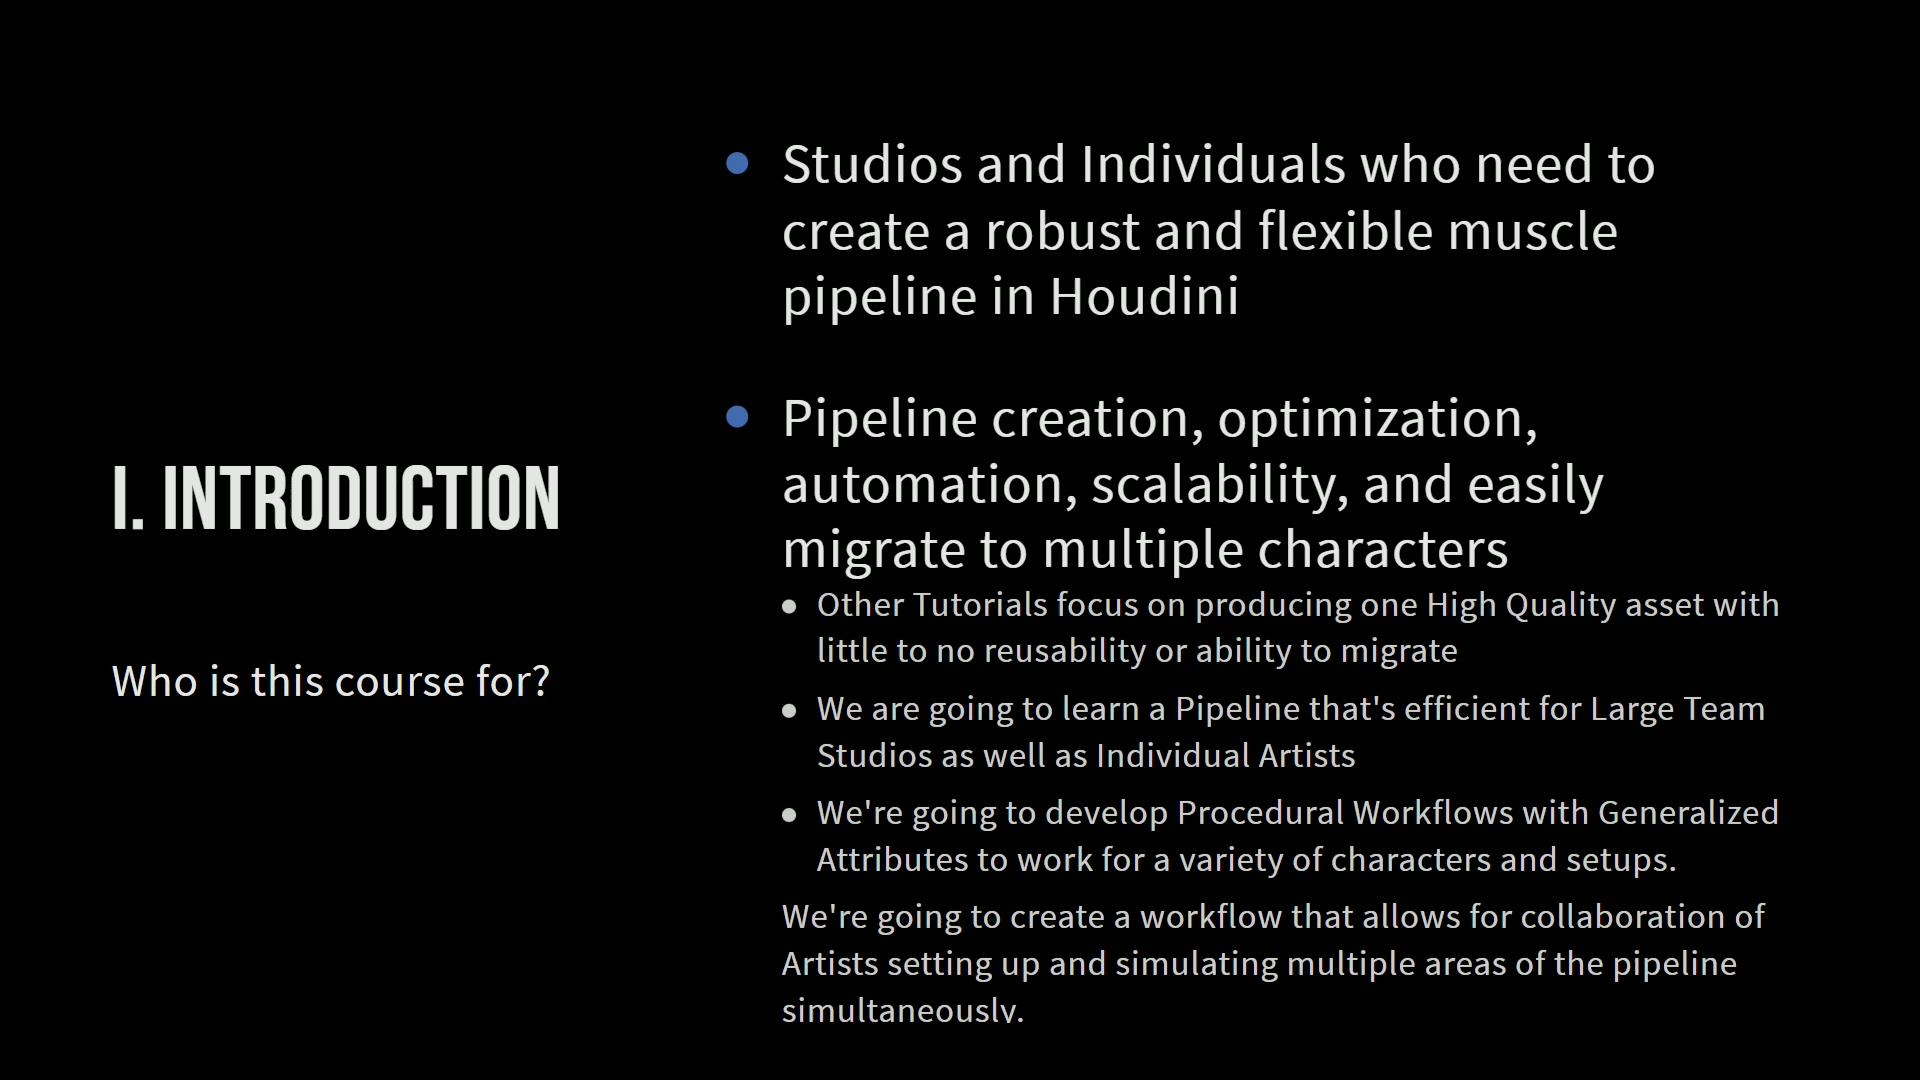 I. INTRODUCTION
Who is this course for?
Studios and Individuals who need to
create a robust and flexible muscle
pipeline in Houdini
Pipeline creation, optimization,
automation, scalability, and easily
migrate to multiple characters
Other Tutorials focus on producing one High Quality asset with
little to no reusability or ability to migrate
We are going to learn a Pipeline that's efficient for Large Team
Studios as well as Individual Artists
We're going to develop Procedural Workflows with Generalized
Attributes to work for a variety of characters and setups.
We're going to create a workflow that allows for collaboration of
Artists setting up and simulating multiple areas of the pipeline
simultaneously.